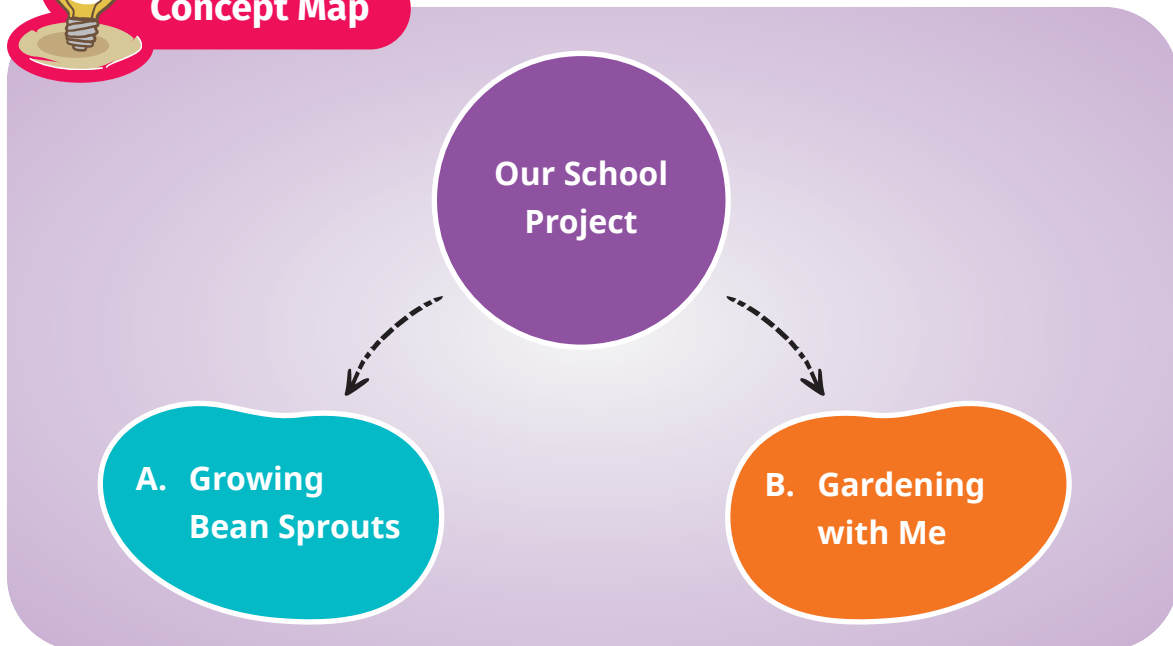 Concept Map
Our School
Project
A. Growing
Bean Sprouts
B. Gardening
with Me